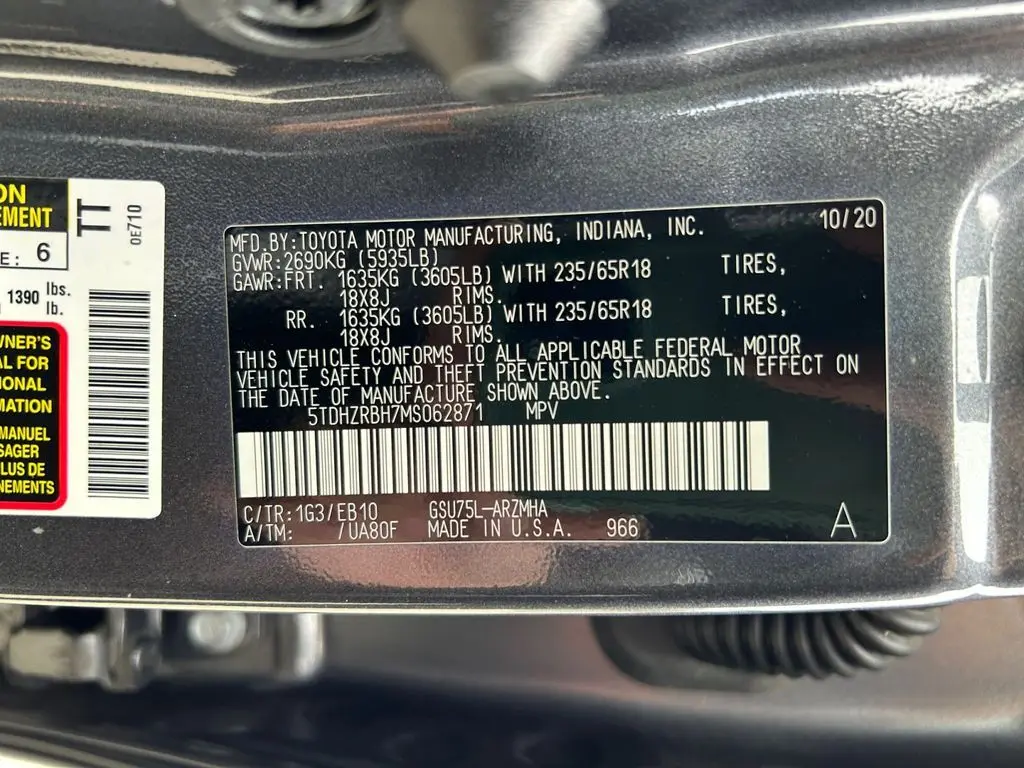 ON
EMENT
E: 6
1390 lbs.
lb.
WNER'S
AL FOR
IONAL
MATION
MANUEL
SAGER
LUS DE
NEMENTS
TT
0E710
MFD.BY:TOYOTA MOTOR MANUFACTURING, INDIANA, INC. 10/20
GVWR:2690KG (5935LB)
GAWR:FRT. 1635KG (3605LB) WITH 235/65R18 TIRES,
18X8J RIMS.
RR. 1635KG (3605LB) WITH 235/65R18 TIRES,
18X8J RIMS.
THIS VEHICLE CONFORMS TO ALL APPLICABLE FEDERAL MOTOR
VEHICLE SAFETY AND THEFT PREVENTION STANDARDS IN EFFECT ON
THE DATE OF MANUFACTURE SHOWN ABOVE.
5TDHZRBH7MS062871 MPV
C/TR:1G3/EB10 GSU75L-ARZMHA
A/TM: /UA80F MADE IN U.S.A. 966 A